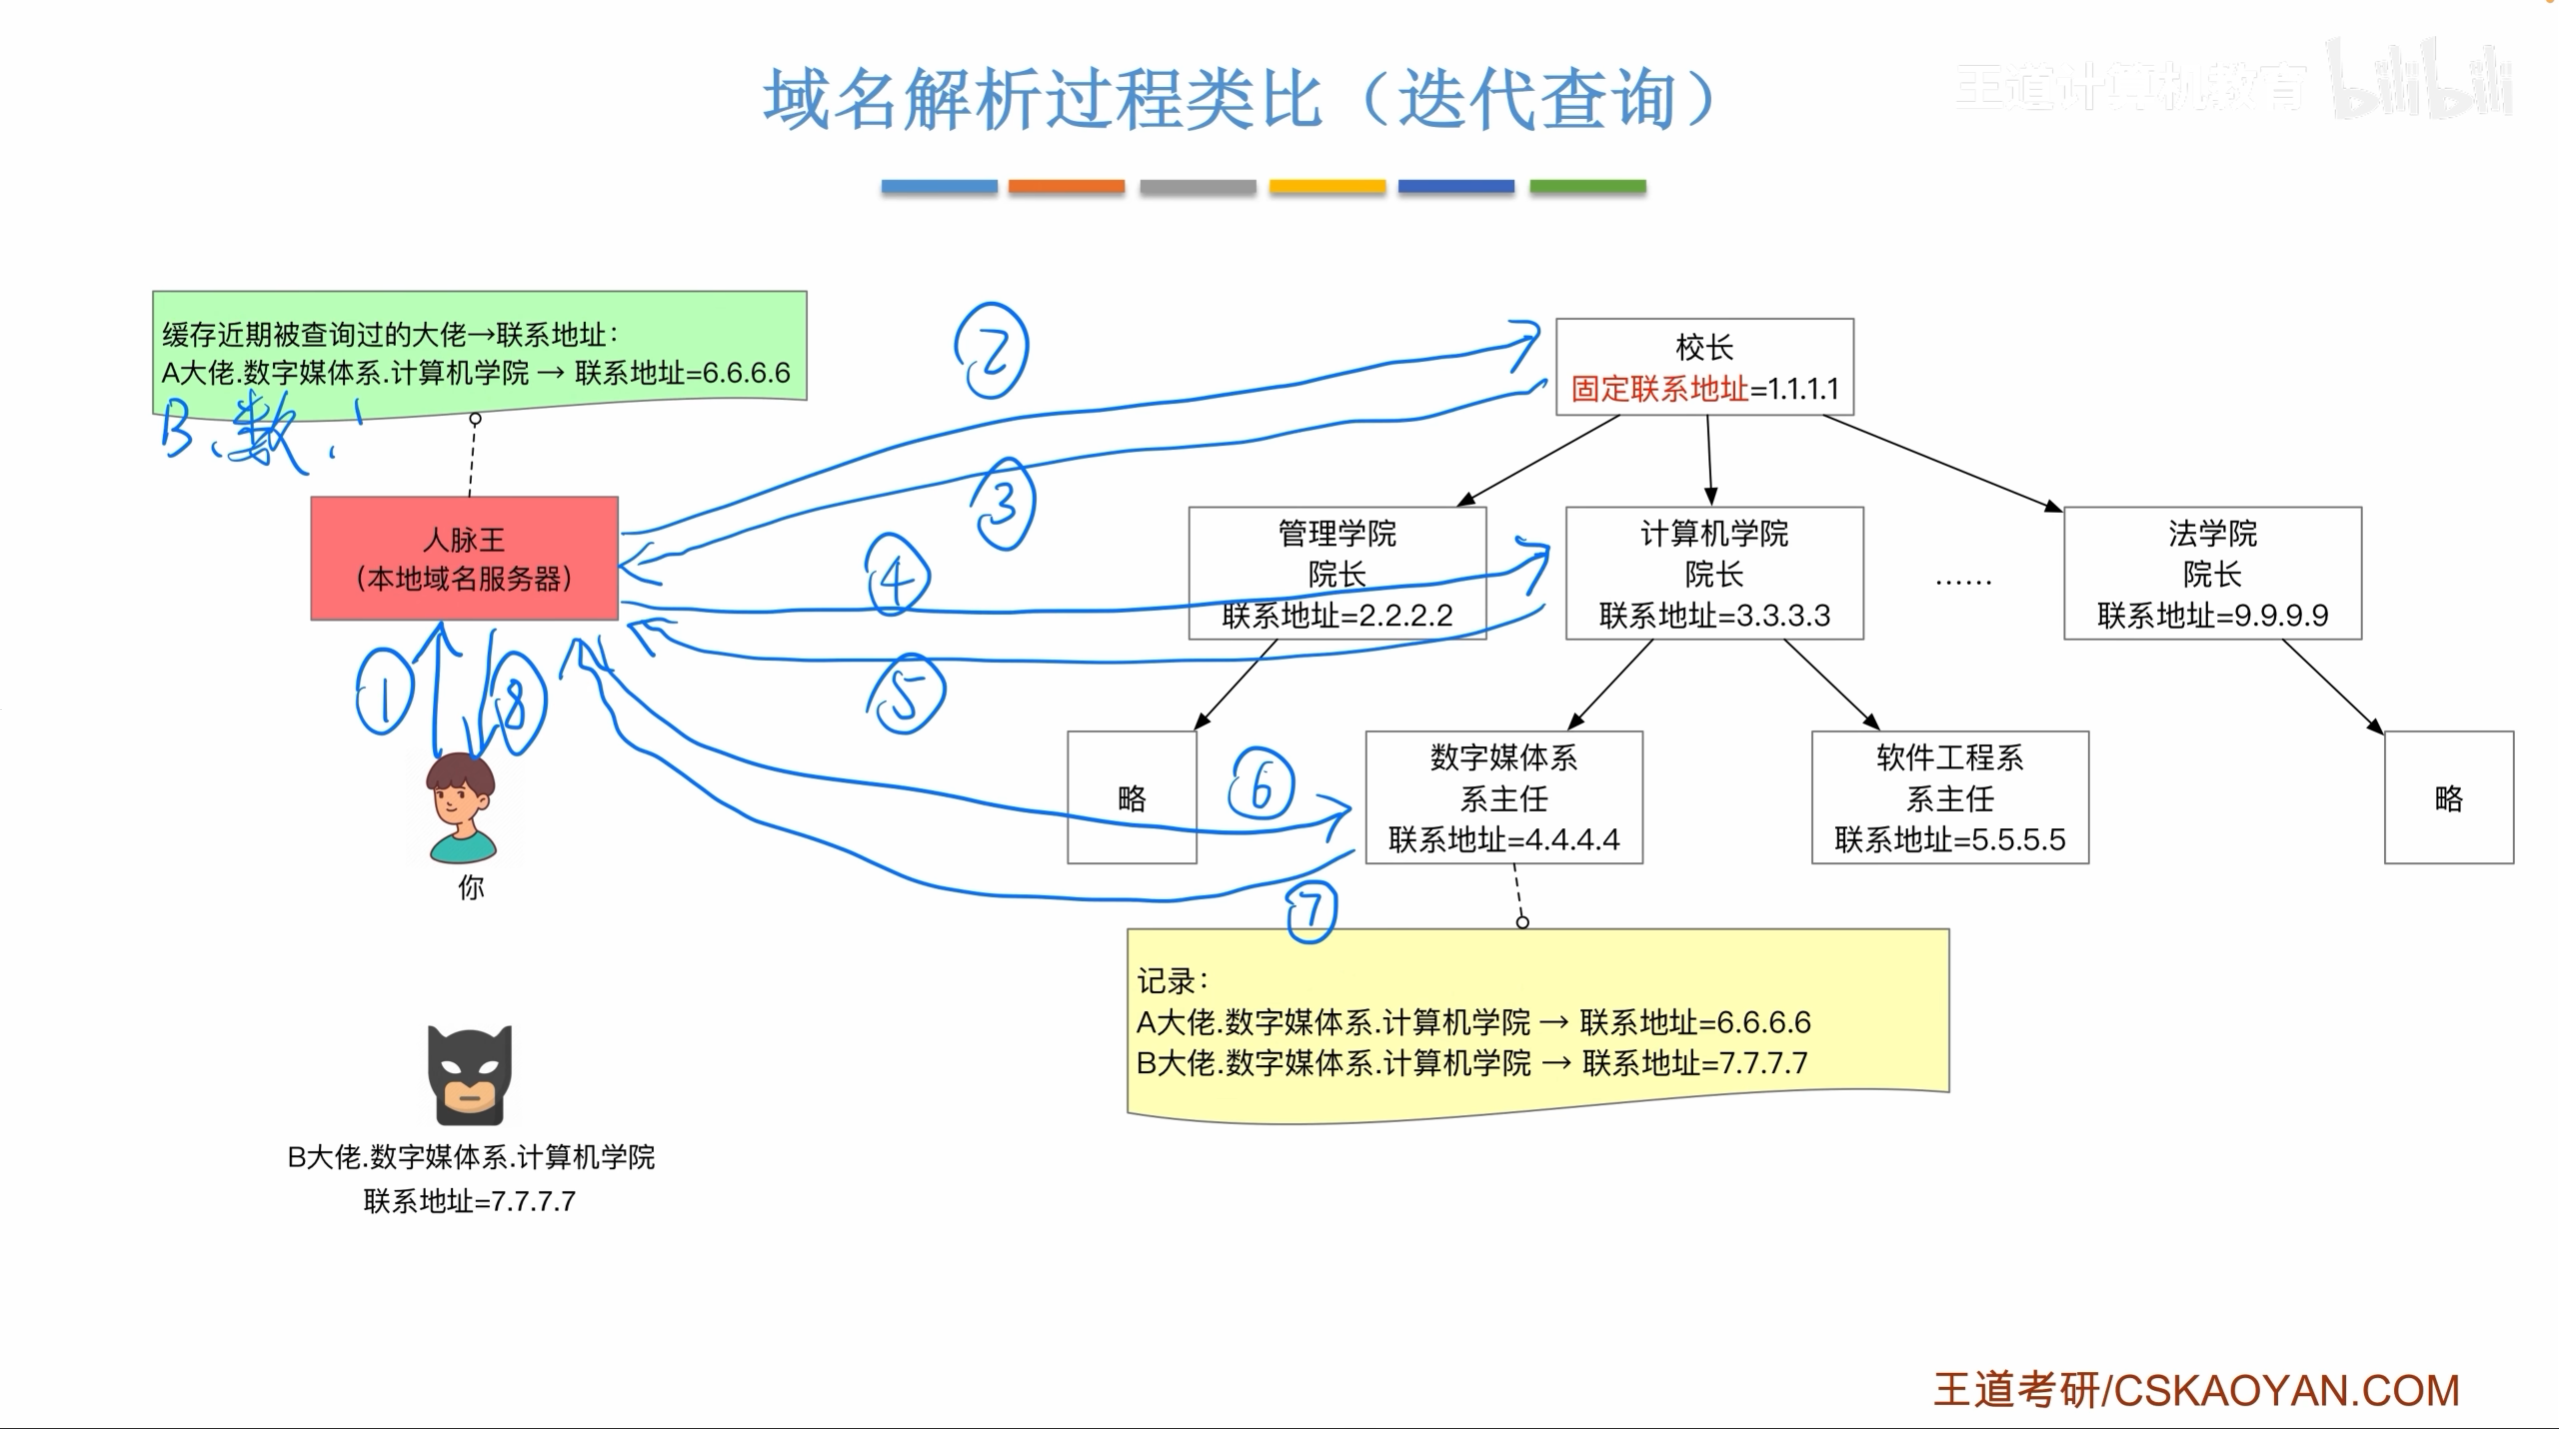 域名解析过程类比（迭代查询）
王道计算机教育 bilibili
缓存近期被查询过的大佬→联系地址：
A大佬.数字媒体系.计算机学院 → 联系地址=6.6.6.6
B.数.
人脉王
（本地域名服务器）
①
⑧
你
B大佬.数字媒体系.计算机学院
联系地址=7.7.7.7
②
③
④
⑤
⑥
⑦
校长
固定联系地址=1.1.1.1
管理学院
院长
联系地址=2.2.2.2
计算机学院
院长
联系地址=3.3.3.3
......
法学院
院长
联系地址=9.9.9.9
略
数字媒体系
系主任
联系地址=4.4.4.4
软件工程系
系主任
联系地址=5.5.5.5
略
记录：
A大佬.数字媒体系.计算机学院 → 联系地址=6.6.6.6
B大佬.数字媒体系.计算机学院 → 联系地址=7.7.7.7
王道考研/CSKAOYAN.COM